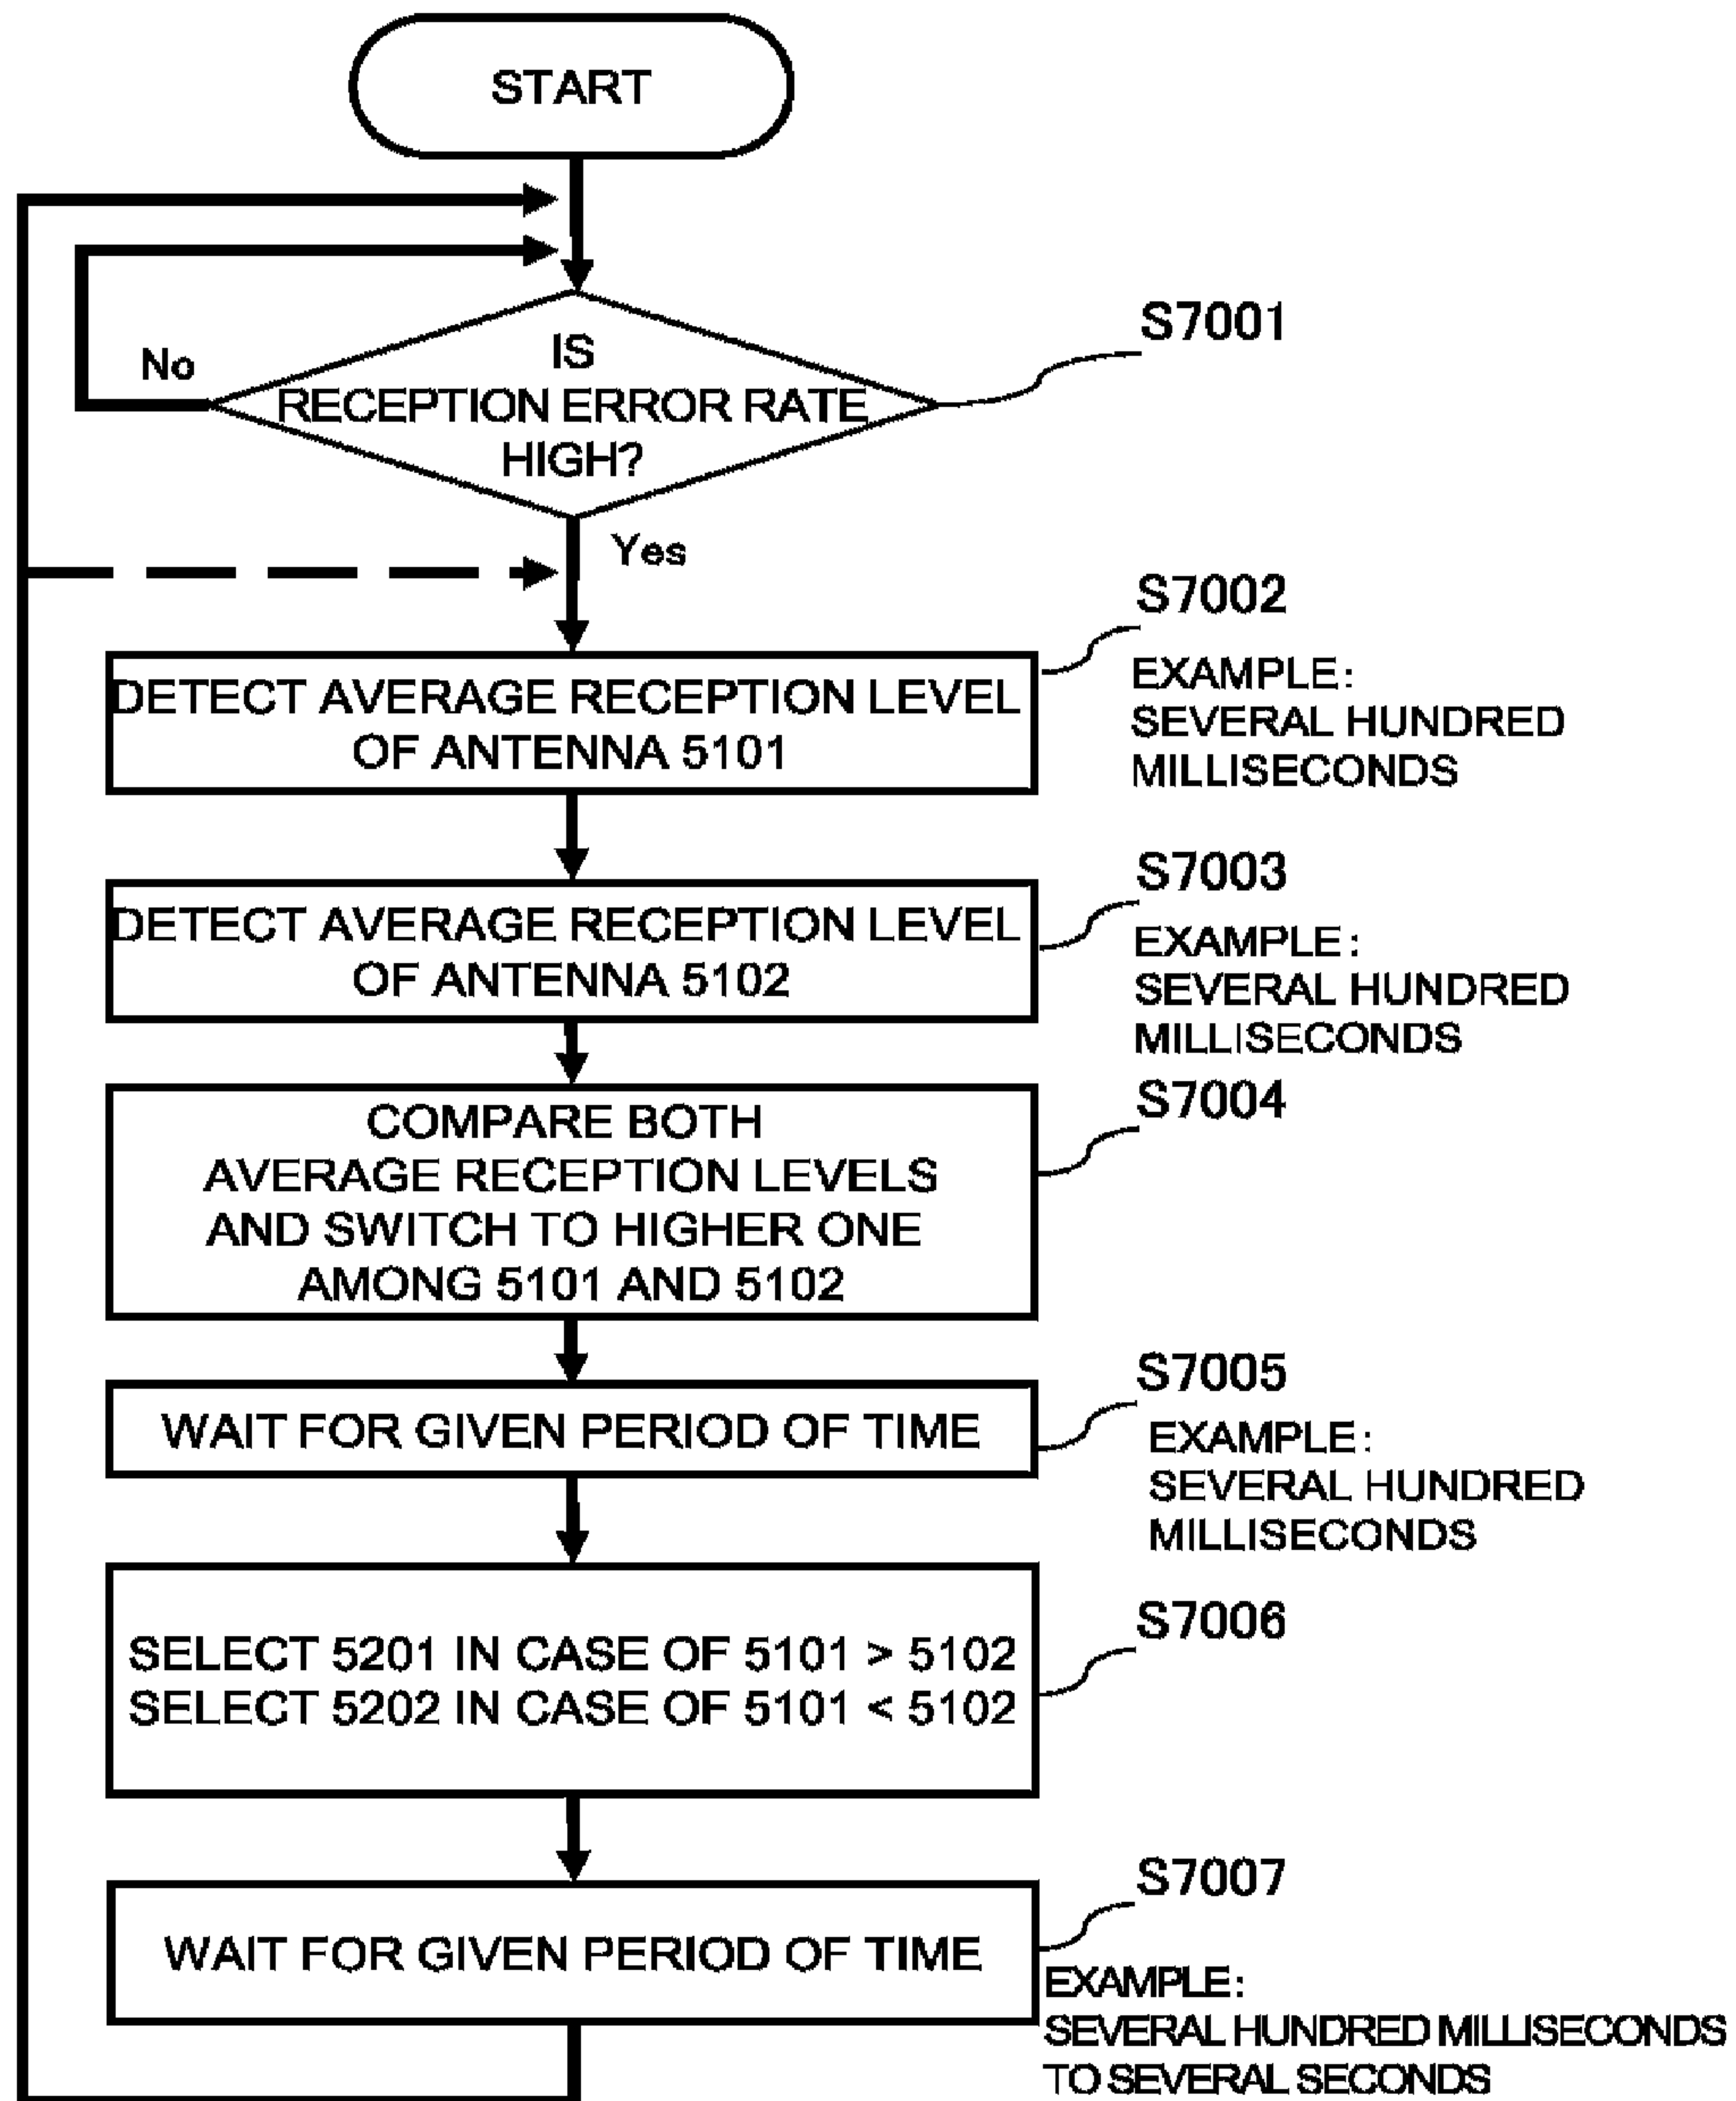 START
S7001
No
IS
RECEPTION ERROR RATE
HIGH?
Yes
S7002
EXAMPLE:
SEVERAL HUNDRED
MILLISECONDS
DETECT AVERAGE RECEPTION LEVEL
OF ANTENNA 5101
S7003
EXAMPLE:
SEVERAL HUNDRED
MILLISECONDS
DETECT AVERAGE RECEPTION LEVEL
OF ANTENNA 5102
S7004
COMPARE BOTH
AVERAGE RECEPTION LEVELS
AND SWITCH TO HIGHER ONE
AMONG 5101 AND 5102
S7005
EXAMPLE:
SEVERAL HUNDRED
MILLISECONDS
WAIT FOR GIVEN PERIOD OF TIME
S7006
SELECT 5201 IN CASE OF 5101 > 5102
SELECT 5202 IN CASE OF 5101 < 5102
S7007
WAIT FOR GIVEN PERIOD OF TIME
EXAMPLE:
SEVERAL HUNDRED MILLISECONDS
TO SEVERAL SECONDS